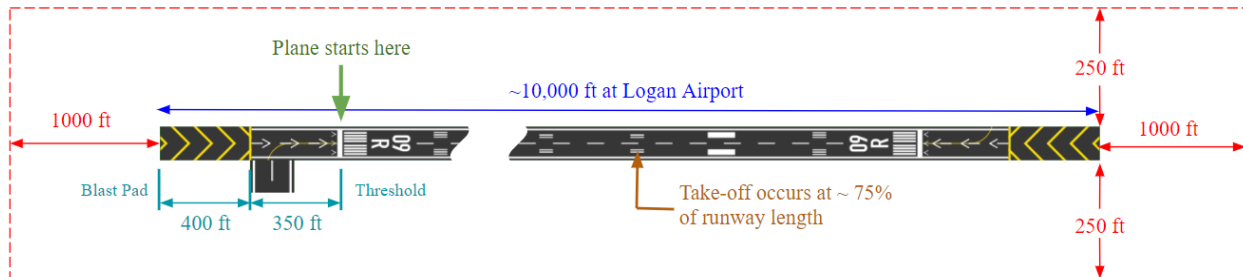 Plane starts here
250 ft
~10,000 ft at Logan Airport
1000 ft
1000 ft
09
R
09
R
Blast Pad
Threshold
Take-off occurs at ~ 75%
of runway length
400 ft
350 ft
250 ft